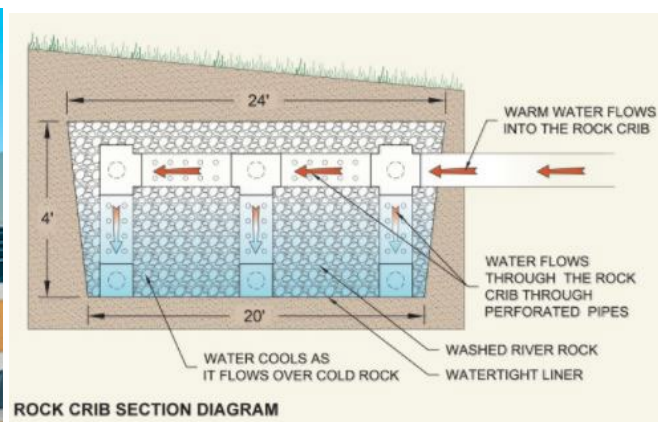 24'
WARM WATER FLOWS
INTO THE ROCK CRIB
4'
WATER FLOWS
THROUGH THE ROCK
CRIB THROUGH
PERFORATED PIPES
20'
WASHED RIVER ROCK
WATER COOLS AS
IT FLOWS OVER COLD ROCK
WATERTIGHT LINER
ROCK CRIB SECTION DIAGRAM